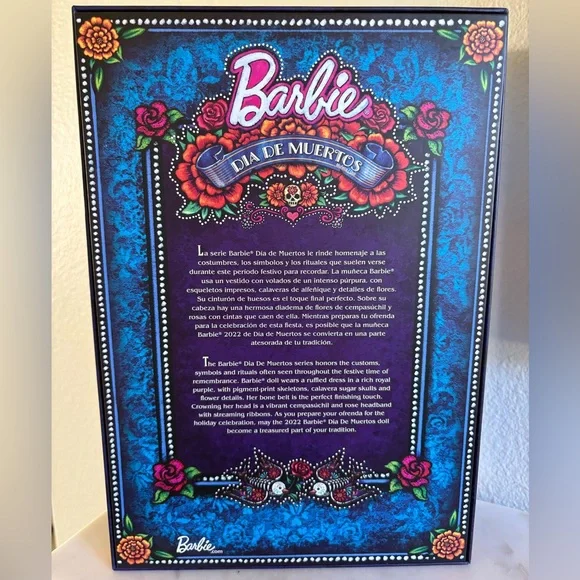 Barbie
DIA DE MUERTOS
La serie Barbie® Dia de Muertos le rinde homenaje a las
costumbres, los símbolos y los rituales que suelen verse
durante este período festivo para recordar. La muñeca Barbie®
usa un vestido con volados de un intenso púrpura, con
esqueletos impresos, calaveras de alfeñique y detalles de flores.
Su cinturón de huesos es el toque final perfecto. Sobre su
cabeza hay una hermosa diadema de flores de cempasúchil y
rosas con cintas que caen de ella. Mientras preparas tu ofrenda
para la celebración de esta fiesta, es posible que la muñeca
Barbie® 2022 de Dia de Muertos se convierta en una parte
atesorada de tu tradición.
The Barbie® Dia De Muertos series honors the customs,
symbols and rituals often seen throughout the festive time of
remembrance. Barbie® doll wears a ruffled dress in a rich royal
purple, with pigment-print skeletons, calavera sugar skulls and
flower details. Her bone belt is the perfect finishing touch.
Crowning her head is a vibrant cempasúchil and rose headband
with streaming ribbons. As you prepare your ofrenda for the
holiday celebration, may the 2022 Barbie® Dia De Muertos doll
become a treasured part of your tradition.
Barbie.com